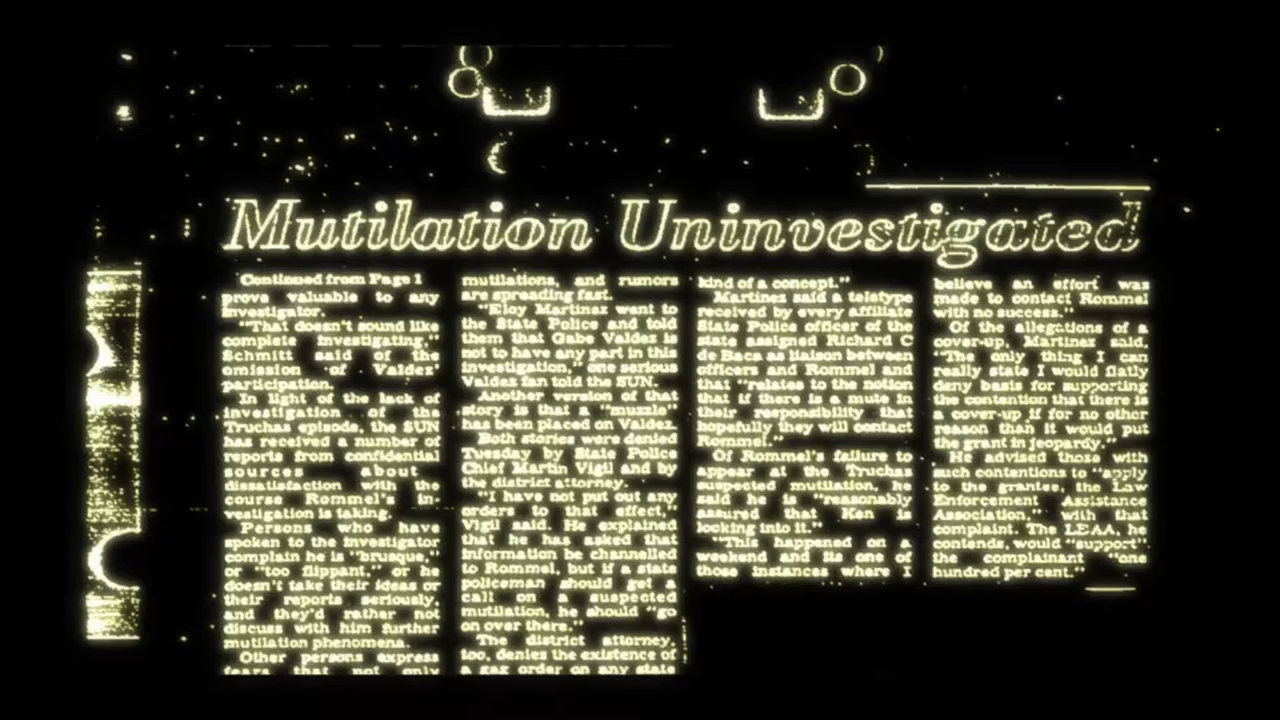 Mutilation Uninvestigated
Continued from Page 1
prove valuable to any
investigator.
"That doesn't sound like
complete investigating,"
Schmitt said of the
omission of Valdez'
participation.
In light of the lack of
investigation of the
Truchas episode, the SUN
has received a number of
reports from confidential
sources about
dissatisfaction with the
course Rommel's in-
vestigation is taking.
Persons who have
spoken to the investigator
complain he is "brusque,"
or "too flippant," or he
doesn't take their ideas or
their reports seriously,
and they'd rather not
discuss with him further
mutilation phenomena.
Other persons express
fears that not only
mutilations, and rumors
are spreading fast.
"Eloy Martinez went to
the State Police and told
them that Gabe Valdez is
not to have any part in this
investigation," one serious
Valdez fan told the SUN.
Another version of that
story is that a "muzzle"
has been placed on Valdez.
Both stories were denied
Tuesday by State Police
Chief Martin Vigil and by
the district attorney.
"I have not put out any
orders to that effect,"
Vigil said. He explained
that he has asked that
information be channelled
to Rommel, but if a state
policeman should get a
call on a suspected
mutilation, he should "go
on over there."
The district attorney,
too, denies the existence of
a gag order on any state
kind of a concept."
Martinez said a teletype
received by every affiliate
State Police officer of the
state assigned Richard C
de Baca as liaison between
officers and Rommel and
that "relates to the notion
that if there is a mute in
their responsibility that
hopefully they will contact
Rommel."
Of Rommel's failure to
appear at the Truchas
suspected mutilation, he
said he is "reasonably
assured that Ken is
looking into it."
"This happened on a
weekend and its one of
those instances where I
believe an effort was
made to contact Rommel
with no success."
Of the allegations of a
cover-up, Martinez said,
"The only thing I can
really state I would flatly
deny basis for supporting
the contention that there is
a cover-up if for no other
reason than it would put
the grant in jeopardy."
He advised those with
such contentions to "apply
to the grantee, the Law
Enforcement Assistance
Association," with that
complaint. The LEAA, he
contends, would "support"
the complainant "one
hundred per cent."